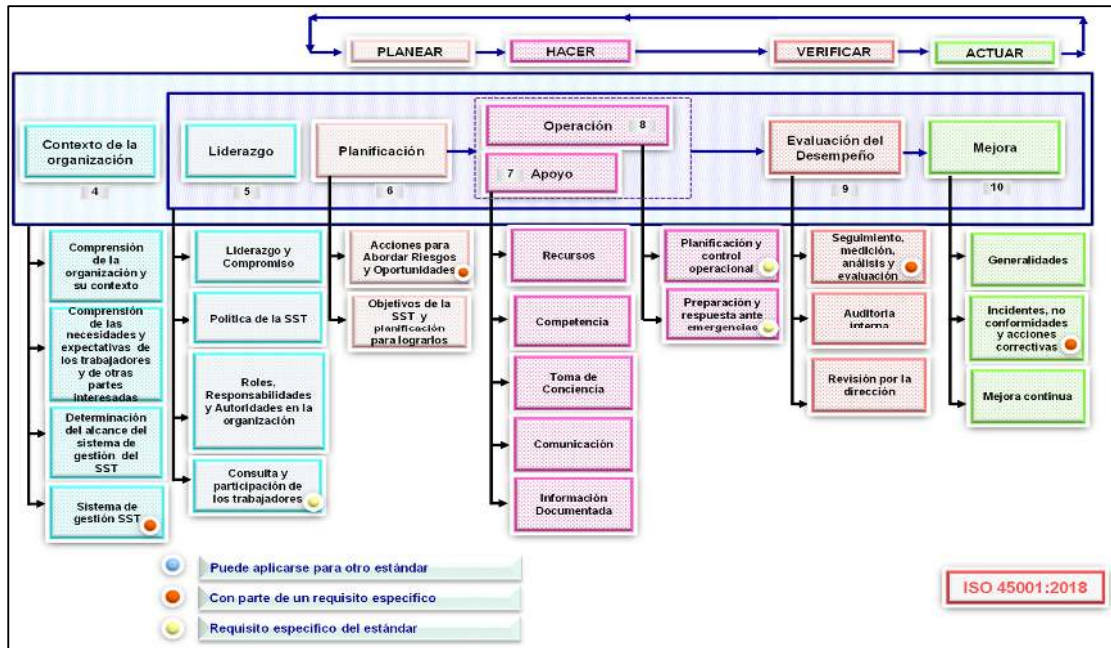 PLANEAR
HACER
VERIFICAR
ACTUAR
Contexto de la
organización
4
Liderazgo
5
Planificación
6
Operación
8
7
Apoyo
Evaluación del
Desempeño
9
Mejora
10
Comprensión
de la
organización y
su contexto
Comprensión
de las
necesidades y
expectativas de
los trabajadores
y de otras
partes
interesadas
Determinación
del alcance del
sistema de
gestión del
SST
Sistema de
gestión SST
Liderazgo y
Compromiso
Política de la SST
Roles,
Responsabilidades
y Autoridades en la
organización
Consulta y
participación de
los trabajadores
Acciones para
Abordar Riesgos
y Oportunidades
Objetivos de la
SST y
planificación
para lograrlos
Recursos
Competencia
Toma de
Conciencia
Comunicación
Información
Documentada
Planificación y
control
operacional
Preparación y
respuesta ante
emergencias
Seguimiento,
medición,
análisis y
evaluación
Auditoria
interna
Revisión por la
dirección
Generalidades
Incidentes, no
conformidades
y acciones
correctivas
Mejora continua
Puede aplicarse para otro estándar
Con parte de un requisito especifico
Requisito especifico del estándar
ISO 45001:2018